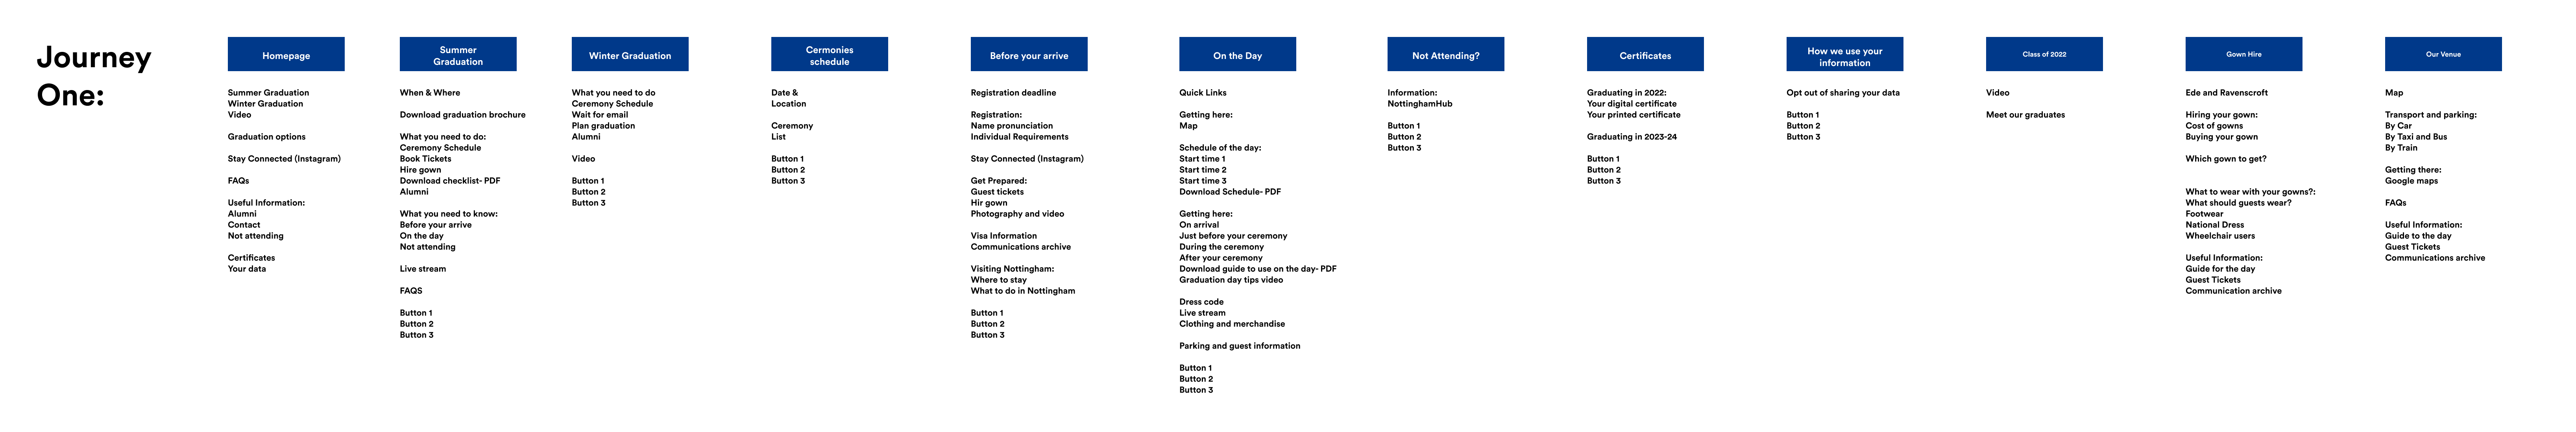 Journey
One:
Homepage
Summer Graduation
Winter Graduation
Video
Graduation options
Stay Connected (Instagram)
FAQs
Useful Information:
Alumni
Contact
Not attending
Certificates
Your data
Summer
Graduation
When & Where
Download graduation brochure
What you need to do:
Ceremony Schedule
Book Tickets
Hire gown
Download checklist- PDF
Alumni
What you need to know:
Before your arrive
On the day
Not attending
Live stream
FAQS
Button 1
Button 2
Button 3
Winter Graduation
What you need to do
Ceremony Schedule
Wait for email
Plan graduation
Alumni
Video
Button 1
Button 2
Button 3
Cermonies
schedule
Date &
Location
Ceremony
List
Button 1
Button 2
Button 3
Before your arrive
Registration deadline
Registration:
Name pronunciation
Individual Requirements
Stay Connected (Instagram)
Get Prepared:
Guest tickets
Hir gown
Photography and video
Visa Information
Communications archive
Visiting Nottingham:
Where to stay
What to do in Nottingham
Button 1
Button 2
Button 3
On the Day
Quick Links
Getting here:
Map
Schedule of the day:
Start time 1
Start time 2
Start time 3
Download Schedule- PDF
Getting here:
On arrival
Just before your ceremony
During the ceremony
After your ceremony
Download guide to use on the day- PDF
Graduation day tips video
Dress code
Live stream
Clothing and merchandise
Parking and guest information
Button 1
Button 2
Button 3
Not Attending?
Information:
NottinghamHub
Button 1
Button 2
Button 3
Certificates
Graduating in 2022:
Your digital certificate
Your printed certificate
Graduating in 2023-24
Button 1
Button 2
Button 3
How we use your
information
Opt out of sharing your data
Button 1
Button 2
Button 3
Class of 2022
Video
Meet our graduates
Gown Hire
Ede and Ravenscroft
Hiring your gown:
Cost of gowns
Buying your gown
Which gown to get?
What to wear with your gowns?:
What should guests wear?
Footwear
National Dress
Wheelchair users
Useful Information:
Guide for the day
Guest Tickets
Communication archive
Our Venue
Map
Transport and parking:
By Car
By Taxi and Bus
By Train
Getting there:
Google maps
FAQs
Useful Information:
Guide to the day
Guest Tickets
Communications archive